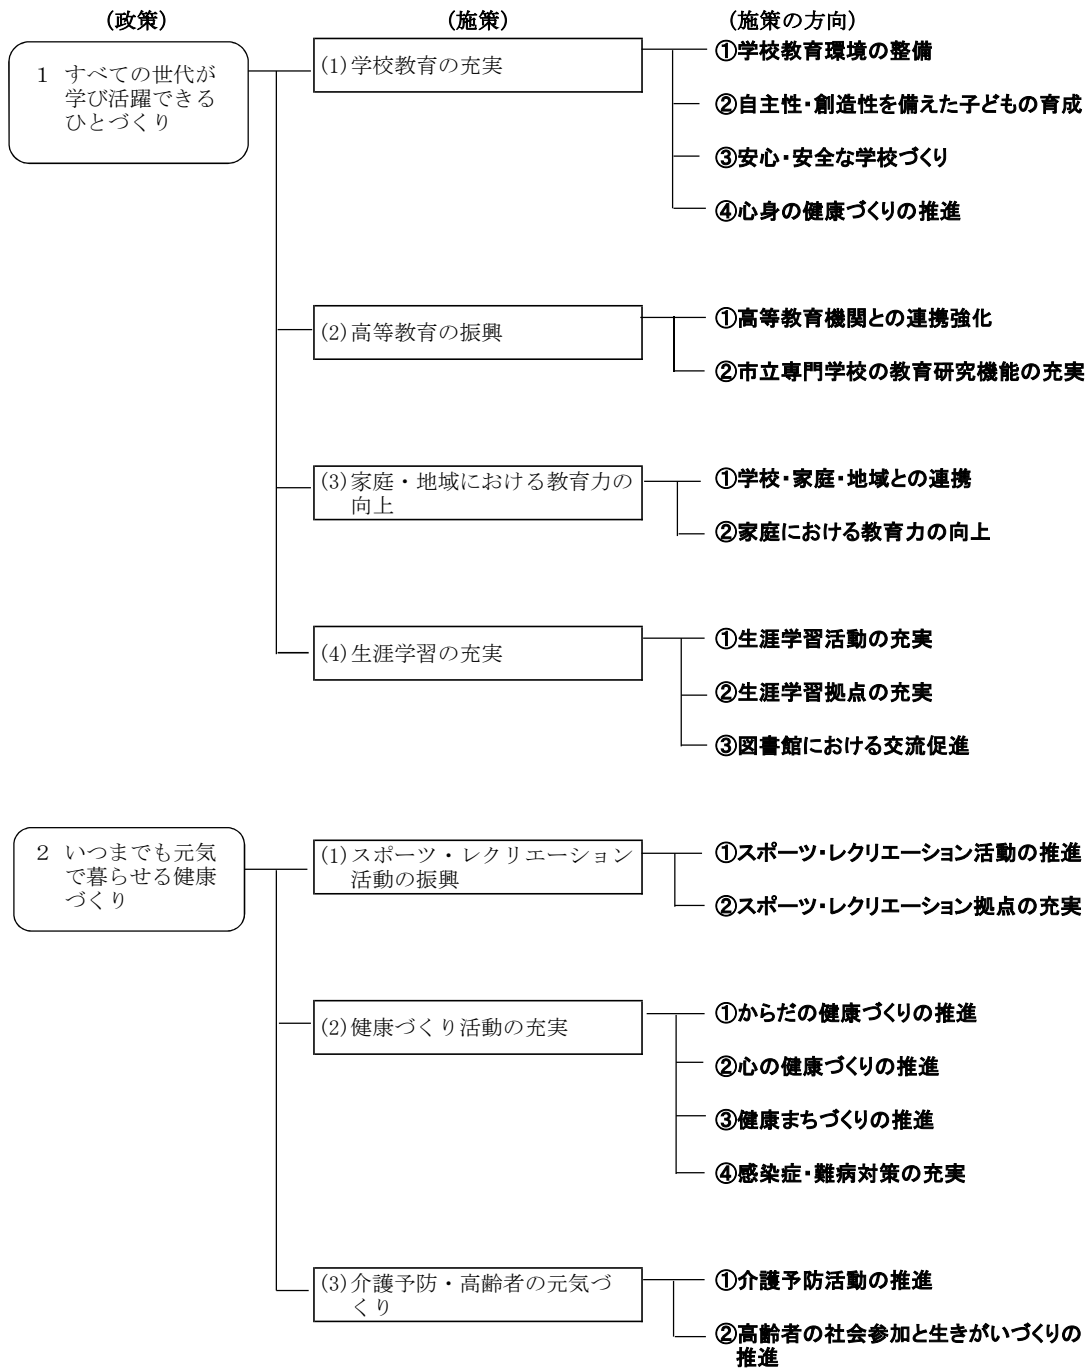 (政策)
(施策)
(施策の方向)
1 すべての世代が
学び活躍できる
ひとづくり
(1)学校教育の充実
①学校教育環境の整備
②自主性・創造性を備えた子どもの育成
③安心・安全な学校づくり
④心身の健康づくりの推進
(2)高等教育の振興
①高等教育機関との連携強化
②市立専門学校の教育研究機能の充実
(3)家庭・地域における教育力の
向上
①学校・家庭・地域との連携
②家庭における教育力の向上
(4)生涯学習の充実
①生涯学習活動の充実
②生涯学習拠点の充実
③図書館における交流促進
2 いつまでも元気
で暮らせる健康
づくり
(1)スポーツ・レクリエーション
活動の振興
①スポーツ・レクリエーション活動の推進
②スポーツ・レクリエーション拠点の充実
(2)健康づくり活動の充実
①からだの健康づくりの推進
②心の健康づくりの推進
③健康まちづくりの推進
④感染症・難病対策の充実
(3)介護予防・高齢者の元気づ
くり
①介護予防活動の推進
②高齢者の社会参加と生きがいづくりの
推進